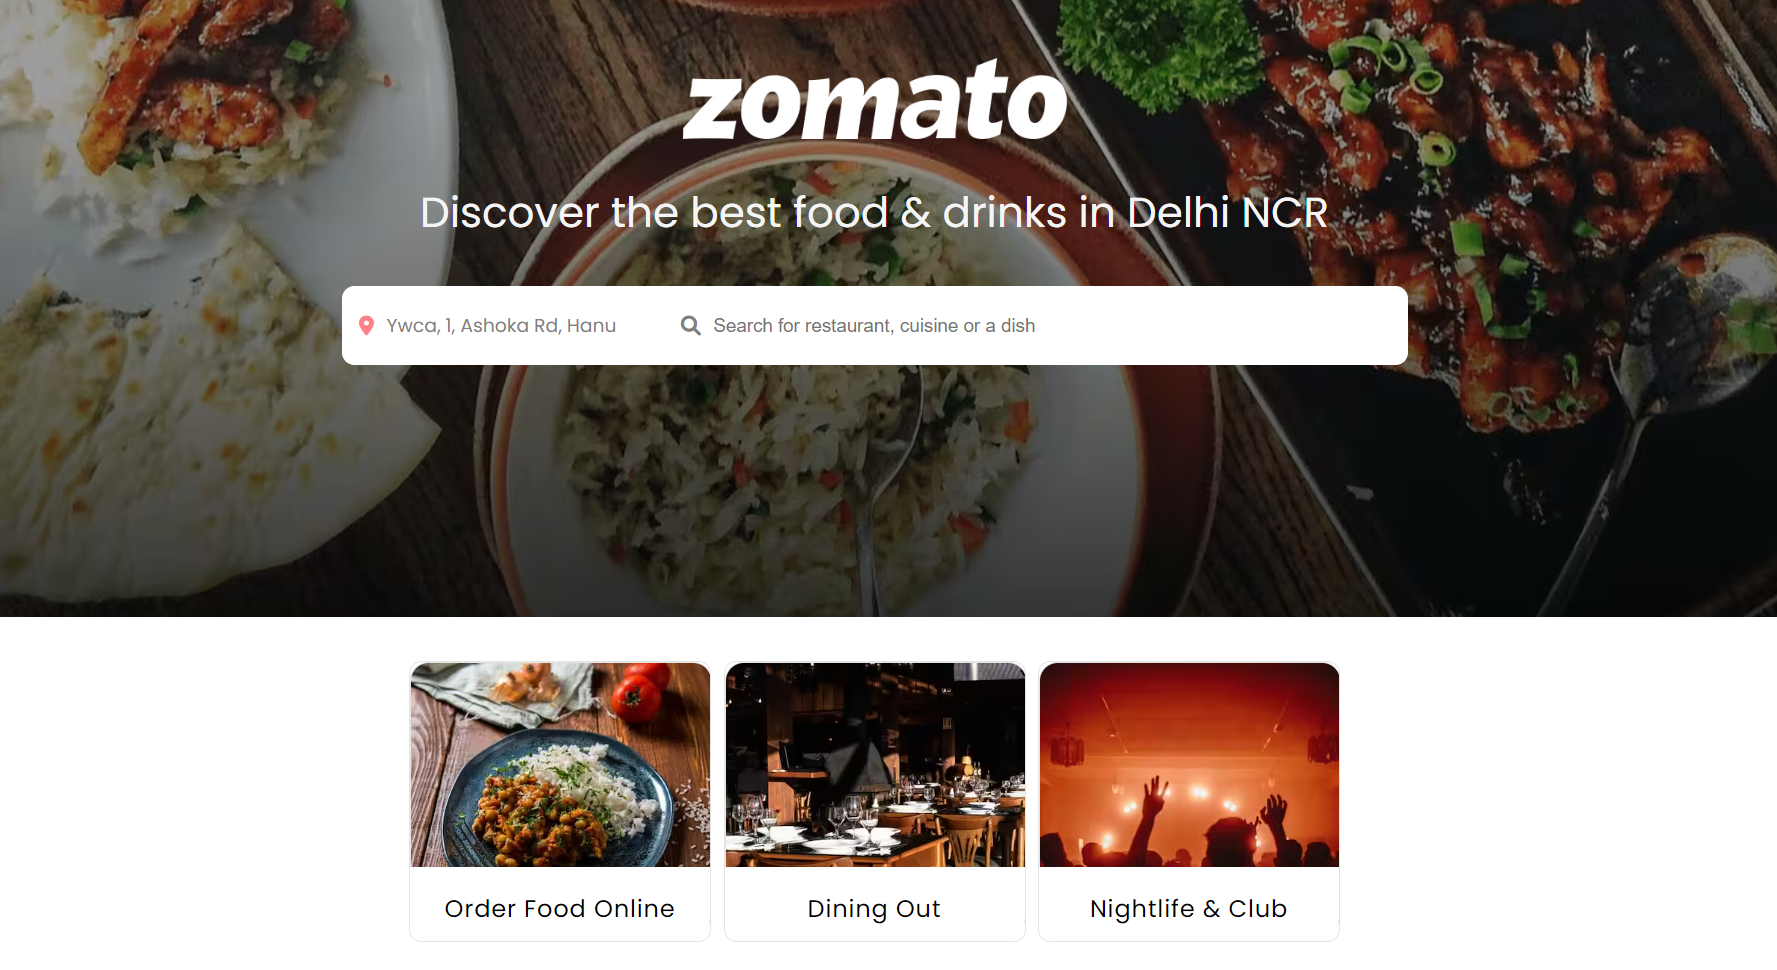 zomato
Discover the best food & drinks in Delhi NCR
Ywca, 1, Ashoka Rd, Hanu
Search for restaurant, cuisine or a dish
Order Food Online
Dining Out
Nightlife & Club